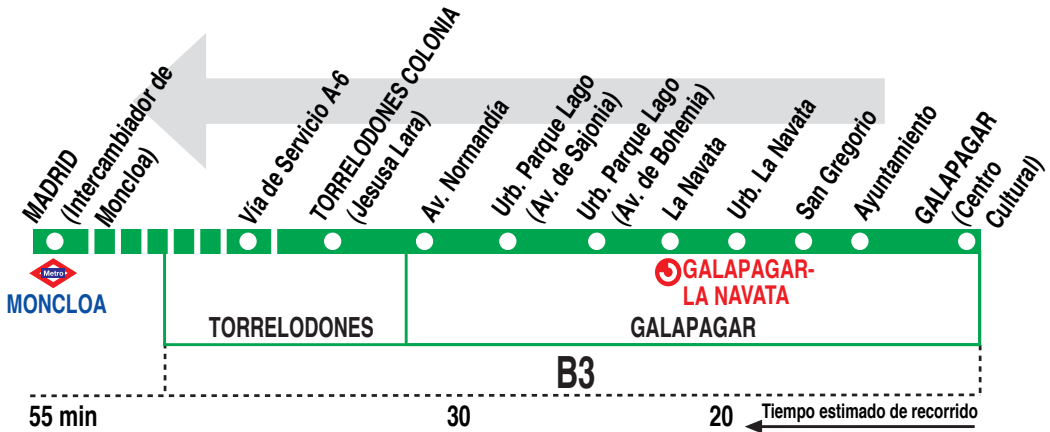 MADRID
(Intercambiador de
Moncloa)
Vía de Servicio A-6
TORRELODONES COLONIA
(Jesusa Lara)
Av. Normandía
Urb. Parque Lago
(Av. de Sajonia)
Urb. Parque Lago
(Av. de Bohemia)
La Navata
Urb. La Navata
San Gregorio
Ayuntamiento
GALAPAGAR
(Centro
Cultural)
Metro
MONCLOA
GALAPAGAR-
LA NAVATA
TORRELODONES
GALAPAGAR
B3
55 min
30
20
Tiempo estimado de recorrido